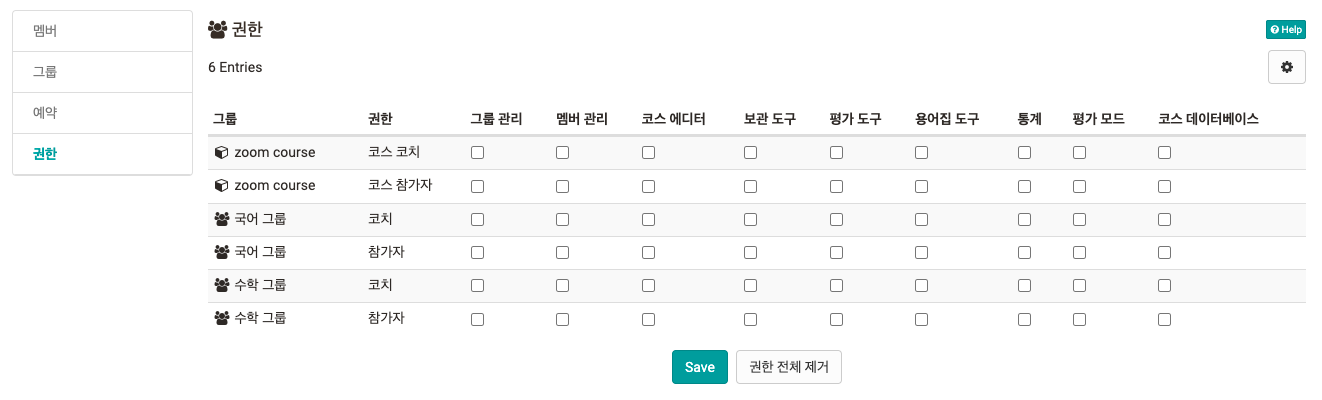 멤버
그룹
예약
권한
권한
Help
6 Entries
그룹 권한 그룹 관리 멤버 관리 코스 에디터 보관 도구 평가 도구 용어집 도구 통계 평가 모드 코스 데이터베이스
zoom course 코스 코치
zoom course 코스 참가자
국어 그룹 코치
국어 그룹 참가자
수학 그룹 코치
수학 그룹 참가자
Save 권한 전체 제거